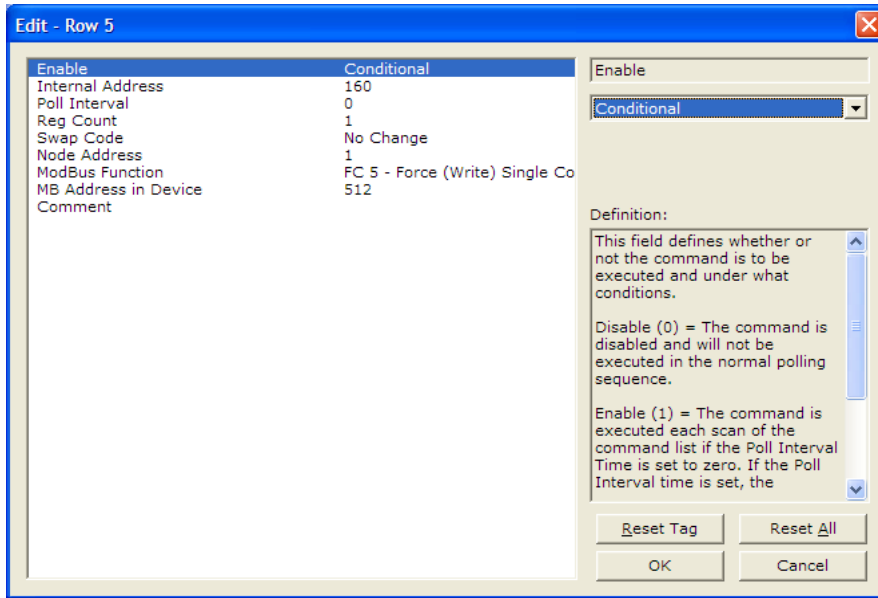 Edit - Row 5
Enable Conditional
Internal Address 160
Poll Interval 0
Reg Count 1
Swap Code No Change
Node Address 1
ModBus Function FC 5 - Force (Write) Single Co
MB Address in Device 512
Comment
Enable
Conditional
Definition:
This field defines whether or
not the command is to be
executed and under what
conditions.
Disable (0) = The command is
disabled and will not be
executed in the normal polling
sequence.
Enable (1) = The command is
executed each scan of the
command list if the Poll Interval
Time is set to zero. If the Poll
Interval time is set, the
Reset Tag Reset All
OK Cancel